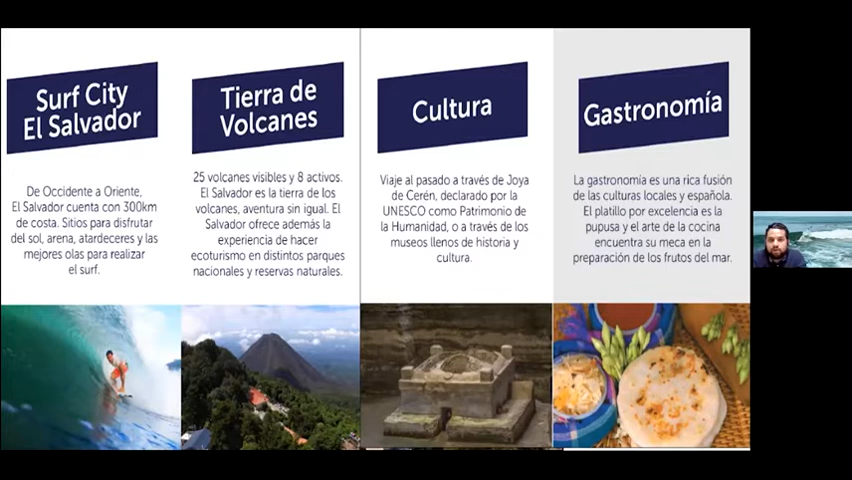 Surf City
El Salvador
De Occidente a Oriente,
El Salvador cuenta con 300km
de costa. Sitios para disfrutar
del sol, arena, atardeceres y las
mejores olas para realizar
el surf.
Tierra de
Volcanes
25 volcanes visibles y 8 activos.
El Salvador es la tierra de los
volcanes, aventura sin igual. El
Salvador ofrece además la
experiencia de hacer
ecoturismo en distintos parques
nacionales y reservas naturales.
Cultura
Viaje al pasado a través de Joya
de Cerén, declarado por la
UNESCO como Patrimonio de
la Humanidad, o a través de los
museos llenos de historia y
cultura.
Gastronomía
La gastronomía es una rica fusión
de las culturas locales y española.
El platillo por excelencia es la
pupusa y el arte de la cocina
encuentra su meca en la
preparación de los frutos del mar.